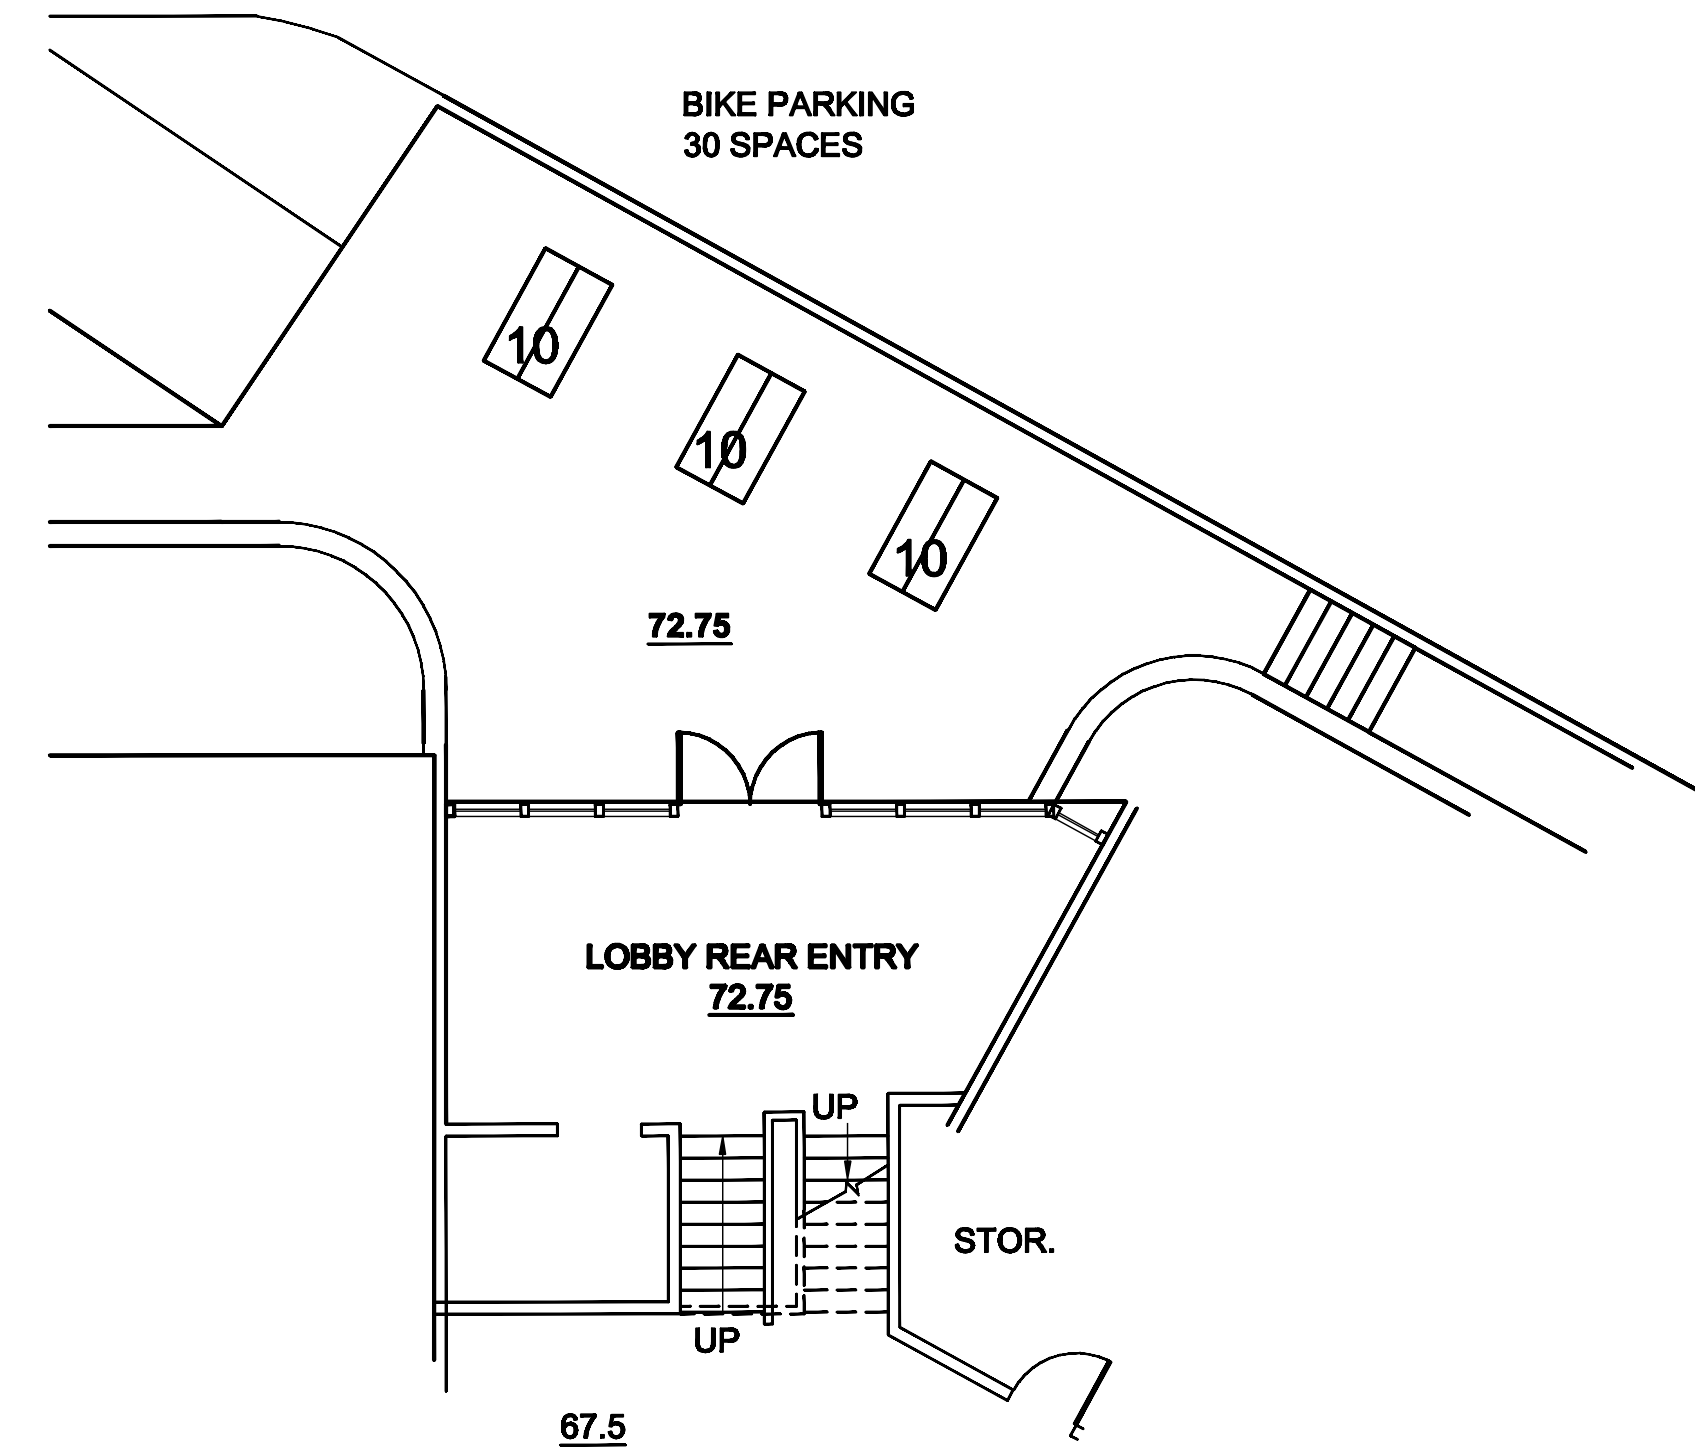 BIKE PARKING
30 SPACES
10
10
10
72.75
LOBBY REAR ENTRY
72.75
UP
STOR.
UP
67.5